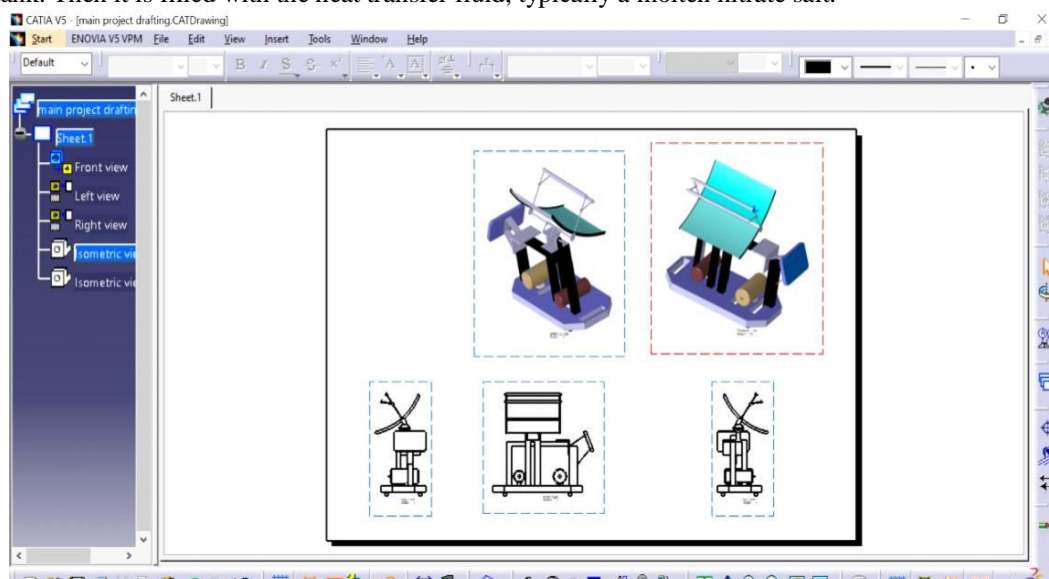 tank. Then it is filled with the heat transfer fluid, typically a molten nitrate salt.
CATIA V5 - [main project drafting.CATDrawing]
Start ENOVIA V5 VPM File Edit View Insert Tools Window Help
Default
B I S S x² A
Sheet.1
main project draftin
Sheet.1
Front view
Left view
Right view
Isometric vie
Isometric vie